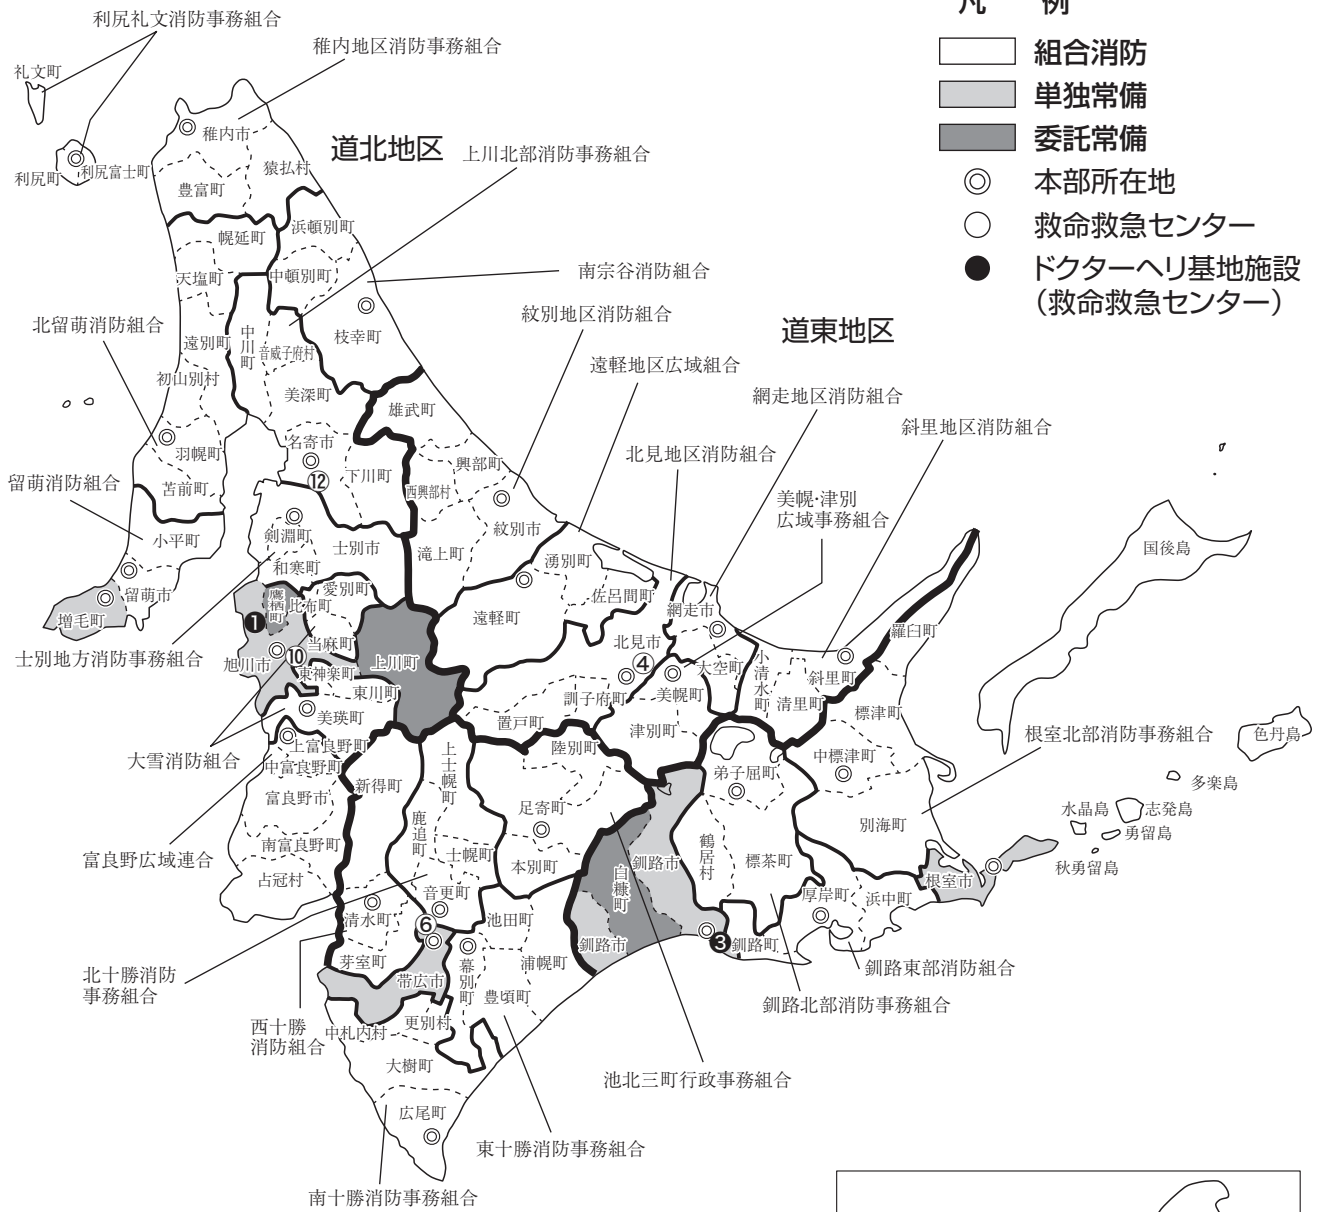 凡 例
組合消防
単独常備
委託常備
本部所在地
救命救急センター
ドクターヘリ基地施設
(救命救急センター)
利尻礼文消防事務組合
稚内地区消防事務組合
礼文町
稚内市
道北地区
上川北部消防事務組合
猿払村
利尻町
利尻富士町
豊富町
浜頓別町
幌延町
南宗谷消防組合
天塩町
中頓別町
紋別地区消防組合
道東地区
北留萌消防組合
枝幸町
遠別町
中川町
音威子府村
遠軽地区広域組合
初山別村
美深町
網走地区消防組合
雄武町
斜里地区消防組合
名寄市
羽幌町
北見地区消防組合
興部町
下川町
⑫
留萌消防組合
苫前町
西興部村
美幌・津別
広域事務組合
紋別市
剣淵町
小平町
士別市
滝上町
国後島
湧別町
和寒町
愛別町
鷹栖町
比布町
佐呂間町
留萌市
増毛町
網走市
遠軽町
❶
羅臼町
当麻町
北見市
士別地方消防事務組合
旭川市
⑩
上川町
④
大空町
小清水町
斜里町
東神楽町
東川町
訓子府町
美幌町
清里町
標津町
美瑛町
置戸町
津別町
根室北部消防事務組合
色丹島
上富良野町
陸別町
大雪消防組合
中富良野町
上士幌町
中標津町
弟子屈町
新得町
多楽島
富良野市
足寄町
水晶島
志発島
鹿追町
別海町
勇留島
南富良野町
鶴居村
富良野広域連合
士幌町
本別町
釧路市
標茶町
秋勇留島
占冠村
白糠町
根室市
音更町
厚岸町
浜中町
清水町
⑥
池田町
釧路市
❸
釧路町
芽室町
幕別町
浦幌町
釧路東部消防組合
北十勝消防
事務組合
帯広市
豊頃町
釧路北部消防事務組合
西十勝
消防組合
中札内村
更別村
大樹町
池北三町行政事務組合
広尾町
東十勝消防事務組合
南十勝消防事務組合